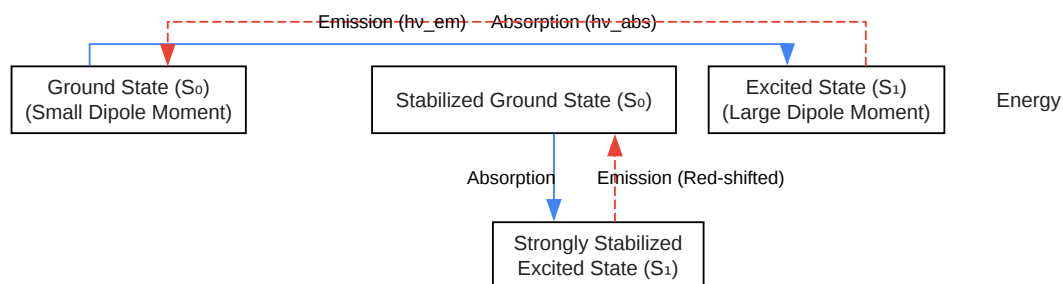 Emission (hν_em)
Absorption (hν_abs)
Ground State (S₀)
(Small Dipole Moment)
Stabilized Ground State (S₀)
Excited State (S₁)
(Large Dipole Moment)
Energy
Absorption
Emission (Red-shifted)
Strongly Stabilized
Excited State (S₁)